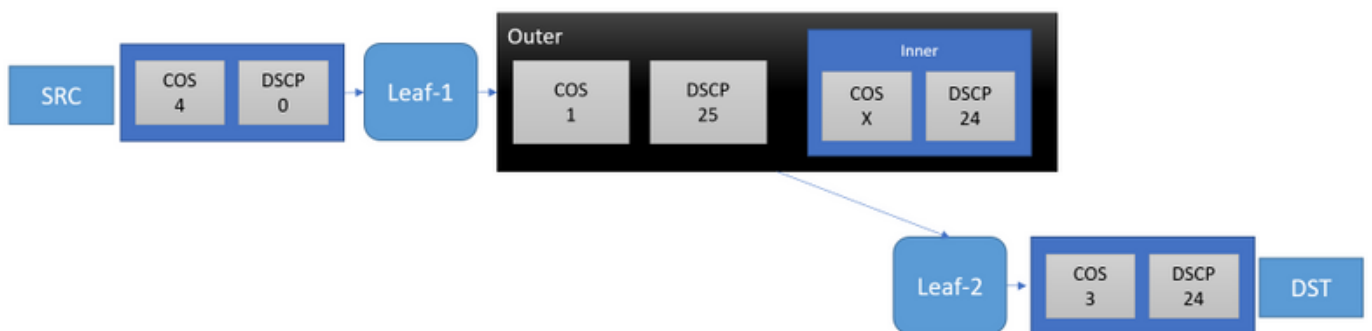 SRC
COS
4
DSCP
0
Leaf-1
Outer
COS
1
DSCP
25
Inner
COS
X
DSCP
24
Leaf-2
COS
3
DSCP
24
DST